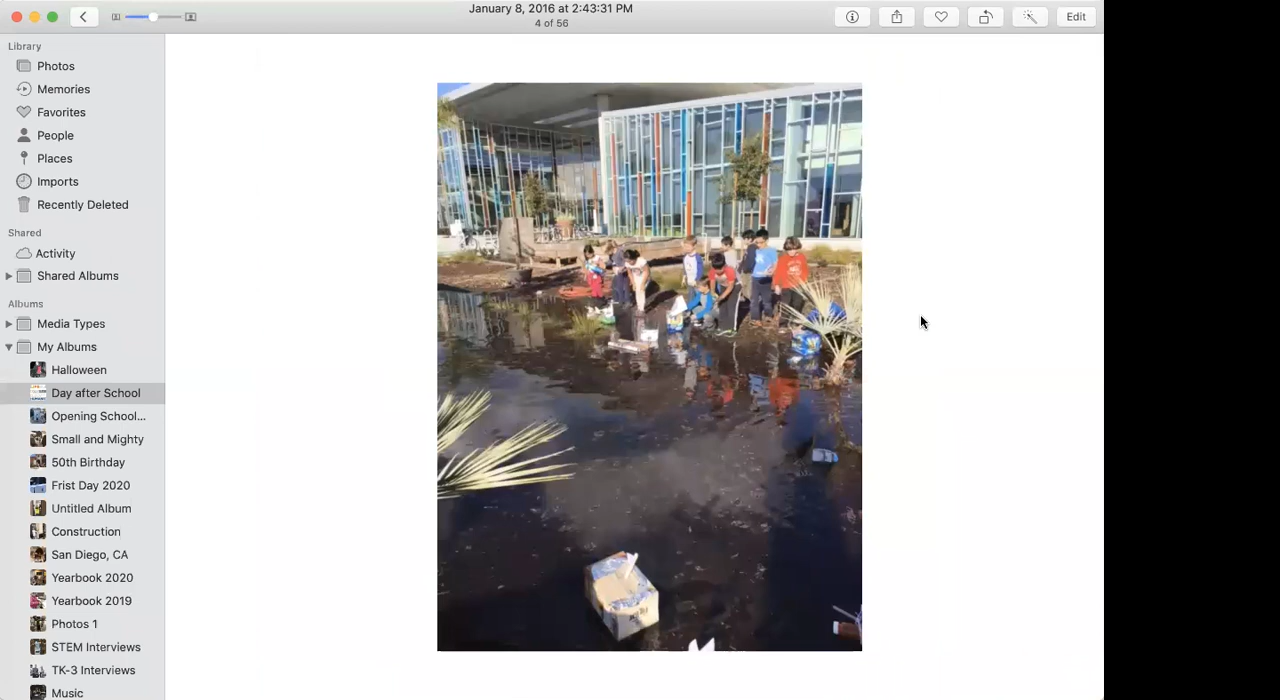 January 8, 2016 at 2:43:31 PM
4 of 56
Edit
Library
Photos
Memories
Favorites
People
Places
Imports
Recently Deleted
Shared
Activity
Shared Albums
Albums
Media Types
My Albums
Halloween
Day after School
Opening School...
Small and Mighty
50th Birthday
Frist Day 2020
Untitled Album
Construction
San Diego, CA
Yearbook 2020
Yearbook 2019
Photos 1
STEM Interviews
TK-3 Interviews
Music